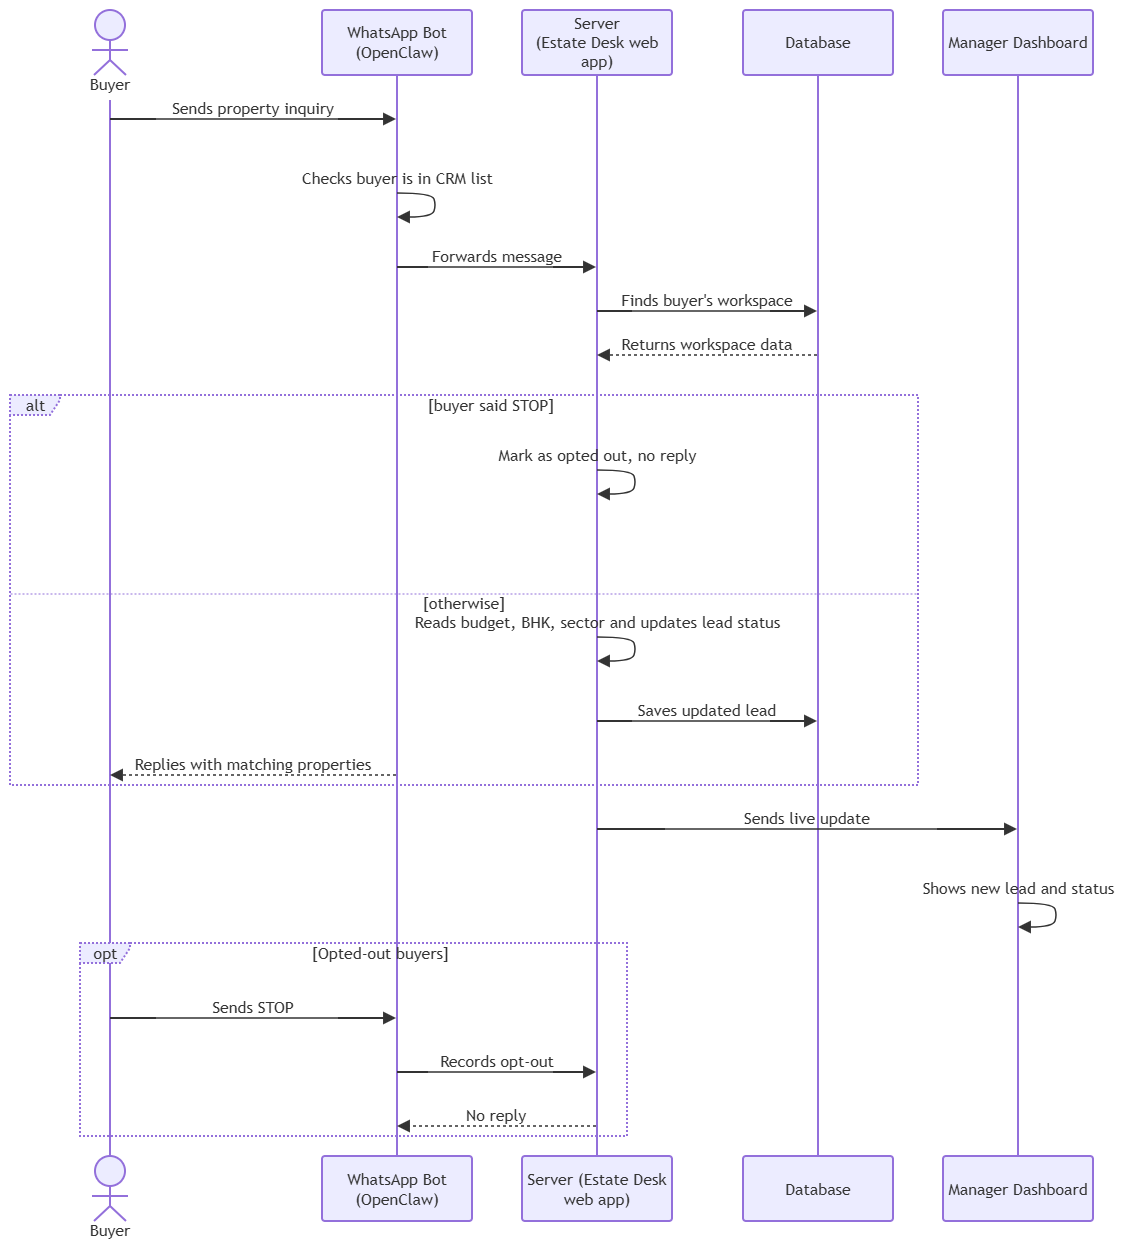 Buyer
WhatsApp Bot
(OpenClaw)
Server
(Estate Desk web
app)
Database
Manager Dashboard
Sends property inquiry
Checks buyer is in CRM list
Forwards message
Finds buyer's workspace
Returns workspace data
alt
[buyer said STOP]
Mark as opted out, no reply
[otherwise]
Reads budget, BHK, sector and updates lead status
Saves updated lead
Replies with matching properties
Sends live update
Shows new lead and status
opt
[Opted-out buyers]
Sends STOP
Records opt-out
No reply
Buyer
WhatsApp Bot
(OpenClaw)
Server (Estate Desk
web app)
Database
Manager Dashboard